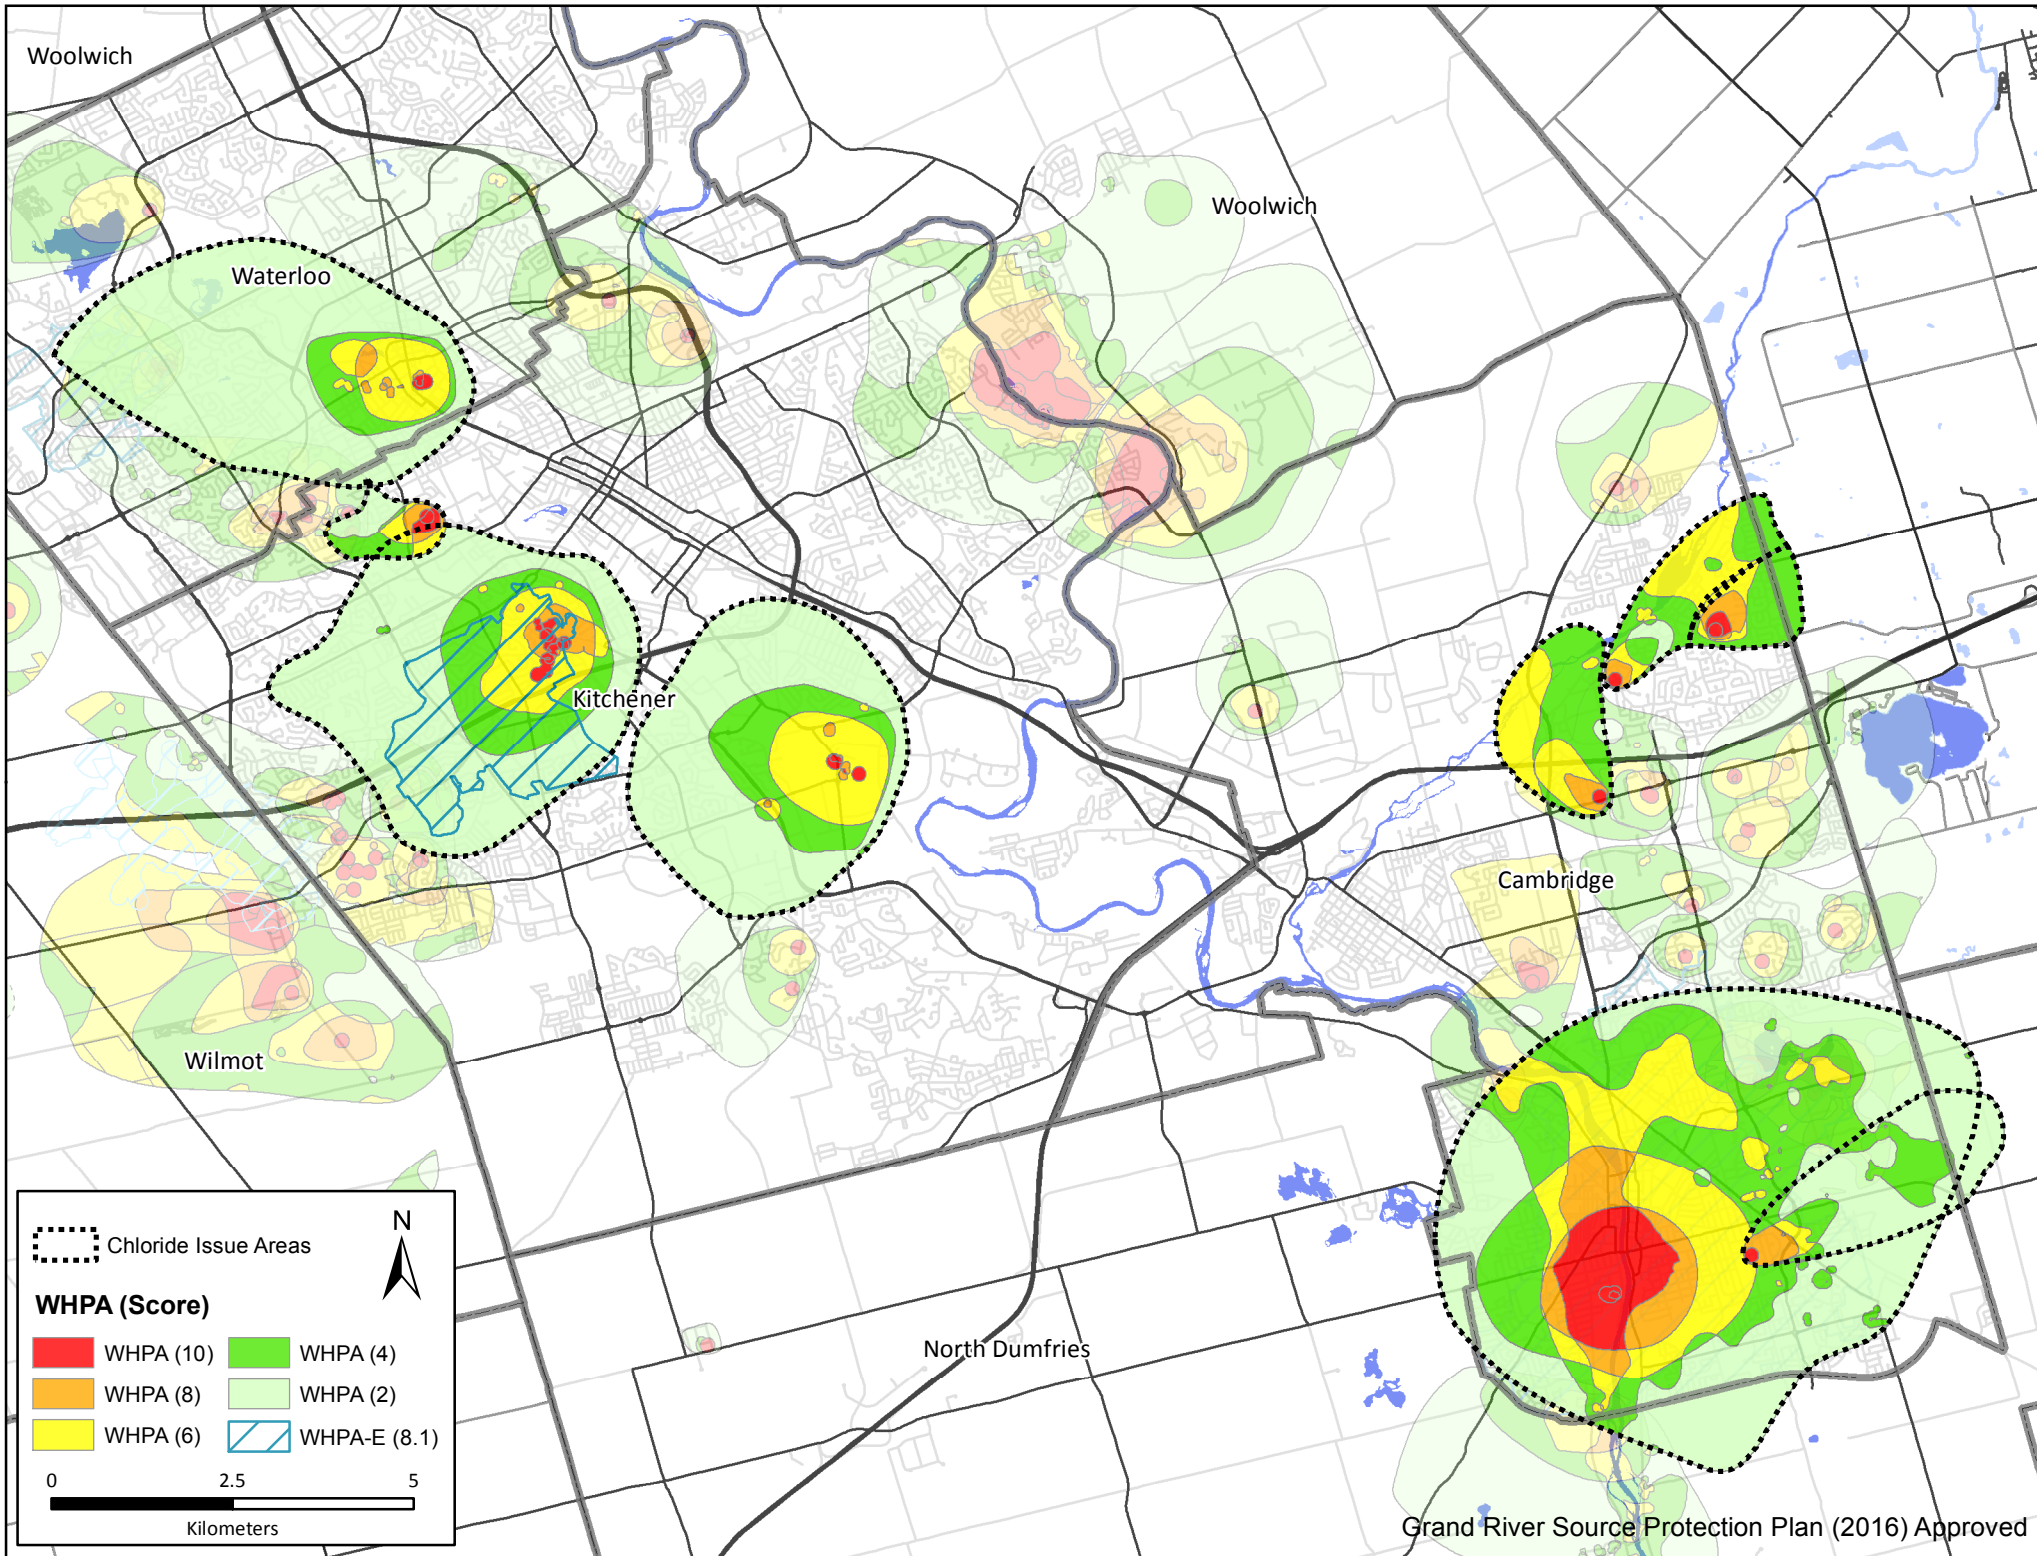 Woolwich
Woolwich
Waterloo
Kitchener
Cambridge
Wilmot
North Dumfries
Chloride Issue Areas
N
WHPA (Score)
WHPA (10)
WHPA (4)
WHPA (8)
WHPA (2)
WHPA (6)
WHPA-E (8.1)
0 2.5 5
Kilometers
Grand River Source Protection Plan (2016) Approved